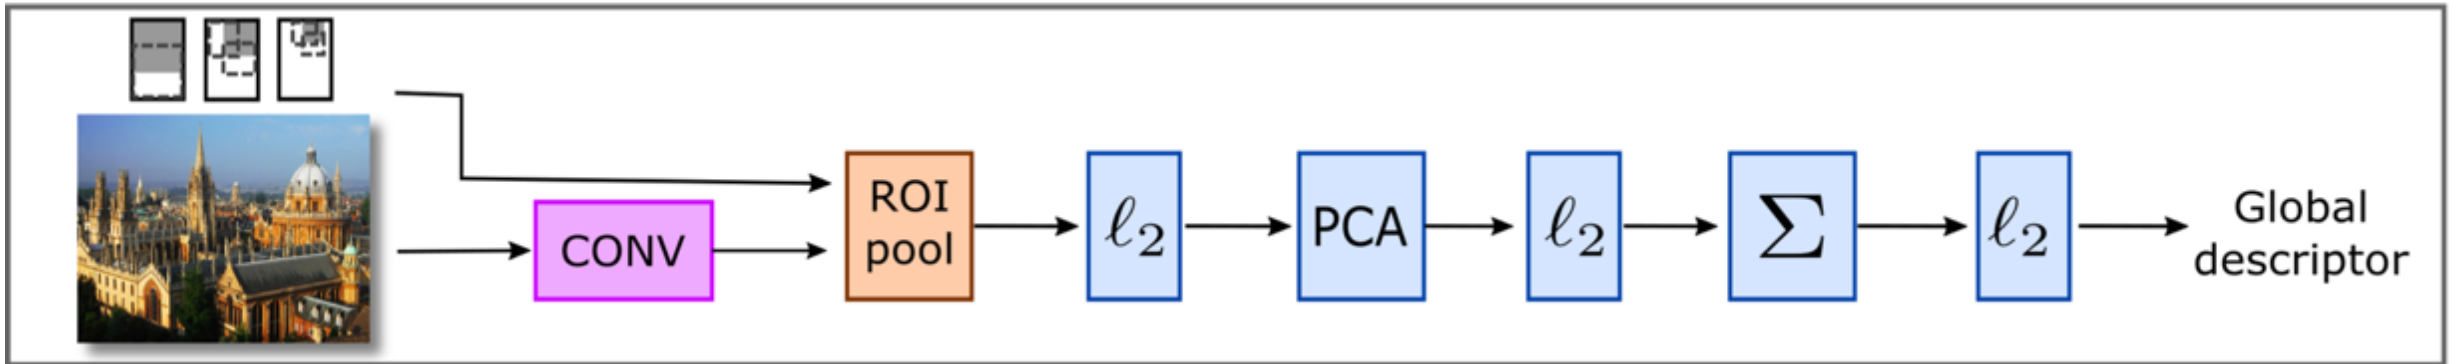 CONV
ROI
pool
ℓ2
PCA
ℓ2
Σ
ℓ2
Global
descriptor